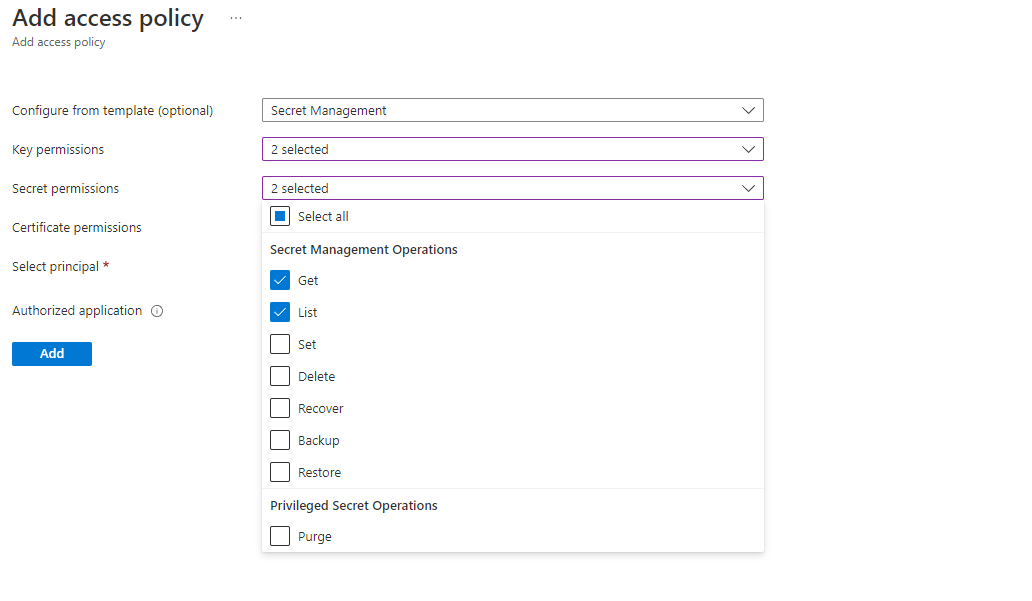 Add access policy ...
Add access policy
Configure from template (optional) Secret Management
Key permissions 2 selected
Secret permissions 2 selected
Select all
Certificate permissions
Secret Management Operations
Select principal *
Get
Authorized application
List
Set
Add
Delete
Recover
Backup
Restore
Privileged Secret Operations
Purge